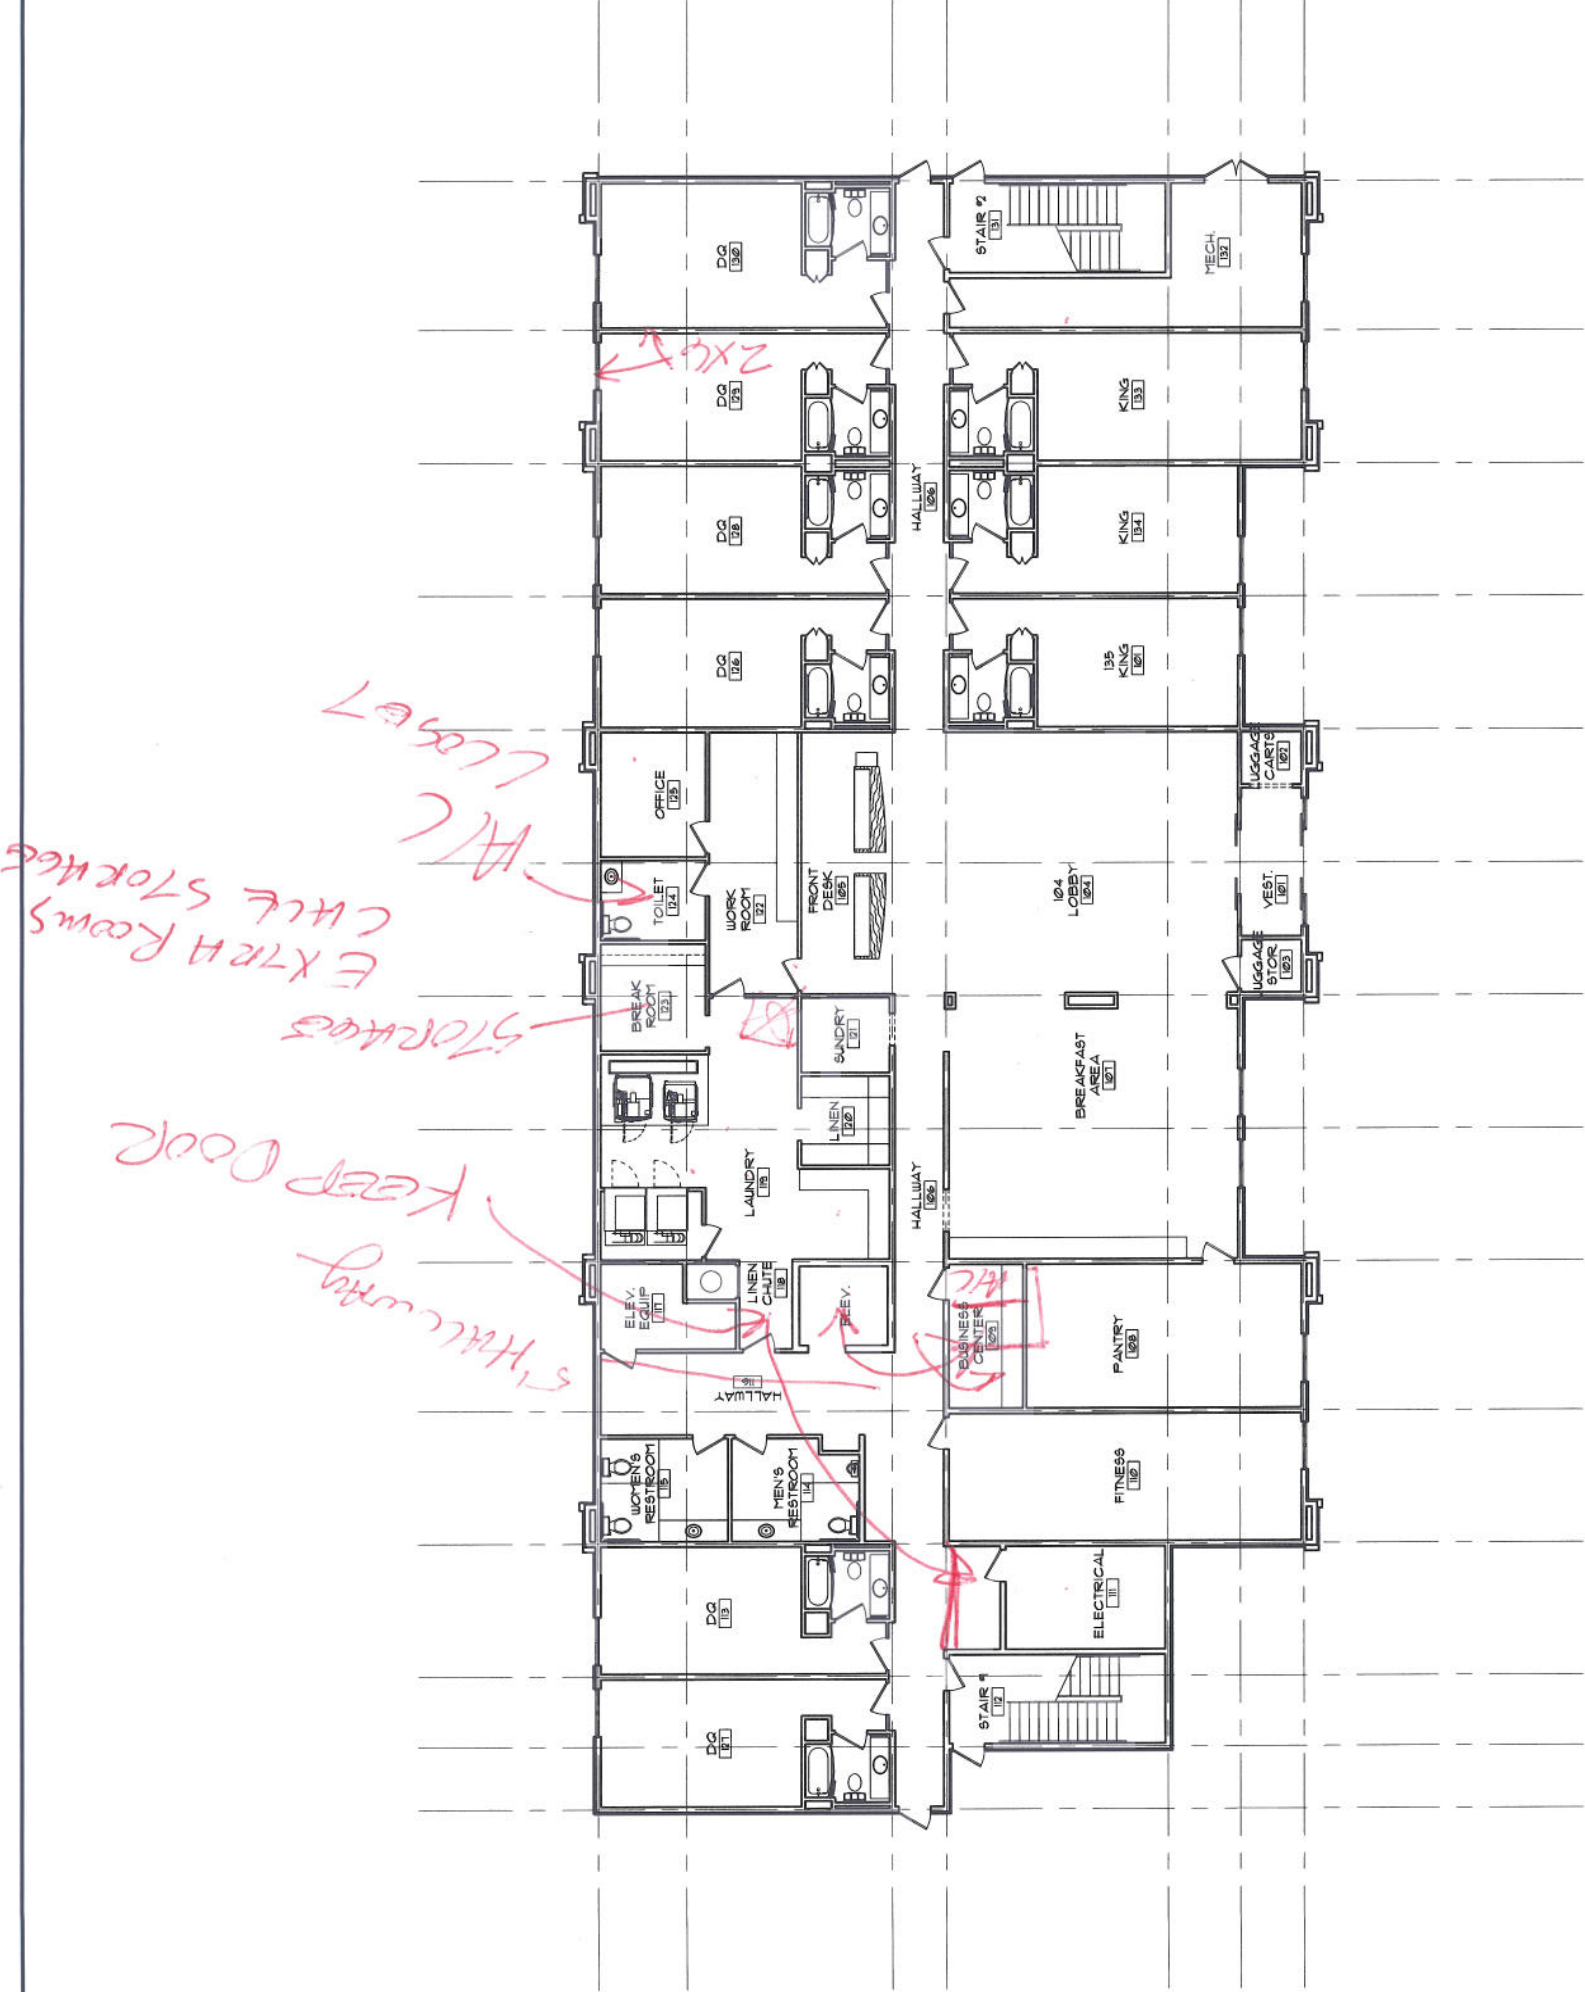 STAIR #2
131
MECH.
132
DQ
130
2X6
DQ
129
KING
133
HALLWAY
106
DQ
128
KING
134
DQ
126
135
KING
101
A/C
CLOSET
OFFICE
125
LUGGAGE
CARTS
102
TOILET
124
WORK
ROOM
122
FRONT
DESK
105
104
LOBBY
104
VEST.
101
LUGGAGE
STOR
103
EXTRA ROOMS
CALL STORAGE
STORAGE
BREAK
ROOM
123
SUNDRY
121
BREAKFAST
AREA
107
LINEN
120
KEEP DOOR
LAUNDRY
119
HALLWAY
106
ELEV.
EQUIP
117
LINEN
CHUTE
118
ELEV.
A/C
BUSINESS
CENTER
109
PANTRY
108
5' HALLWAY
HALLWAY
116
WOMEN'S
RESTROOM
115
MEN'S
RESTROOM
114
FITNESS
110
DQ
113
ELECTRICAL
111
STAIR #1
112
DQ
127